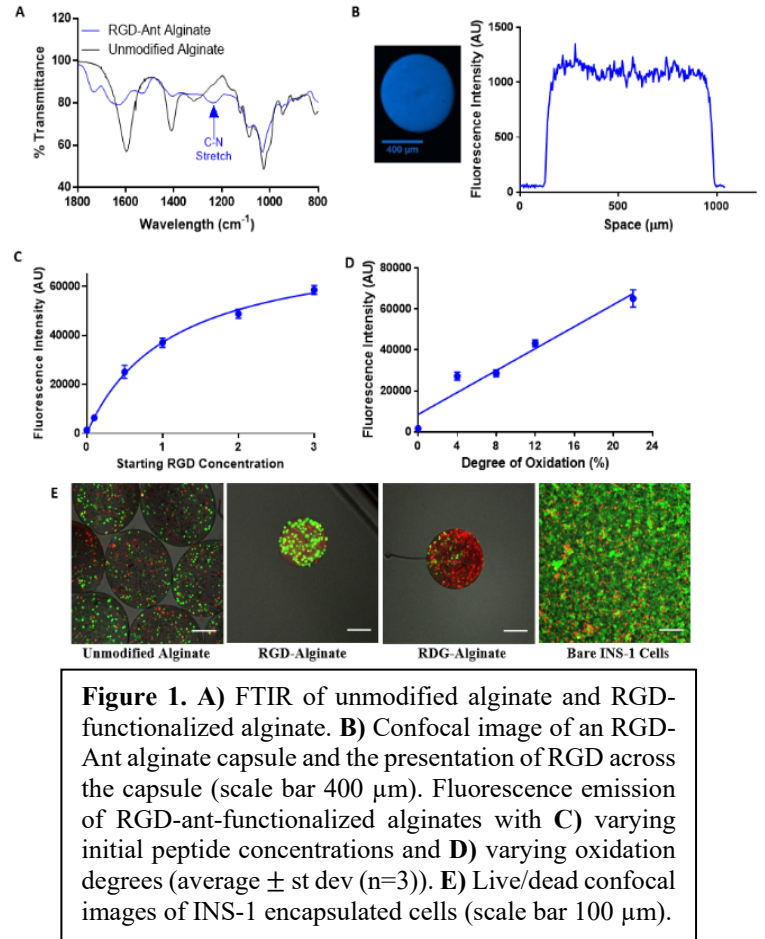 A
RGD-Ant Alginate
Unmodified Alginate
120
100
80
60
40
% Transmittance
C-N
Stretch
1800 1600 1400 1200 1000 800
Wavelength (cm-1)
B
400 µm
1500
1000
500
0
Fluorescence Intensity (AU)
0 500 1000
Space (µm)
C
60000
40000
20000
0
Fluorescence Intensity (AU)
0 1 2 3
Starting RGD Concentration
D
80000
60000
40000
20000
0
Fluorescence Intensity (AU)
0 4 8 12 16 20 24
Degree of Oxidation (%)
E
Unmodified Alginate RGD-Alginate RDG-Alginate Bare INS-1 Cells
Figure 1. A) FTIR of unmodified alginate and RGD-
functionalized alginate. B) Confocal image of an RGD-
Ant alginate capsule and the presentation of RGD across
the capsule (scale bar 400 µm). Fluorescence emission
of RGD-ant-functionalized alginates with C) varying
initial peptide concentrations and D) varying oxidation
degrees (average ± st dev (n=3)). E) Live/dead confocal
images of INS-1 encapsulated cells (scale bar 100 µm).